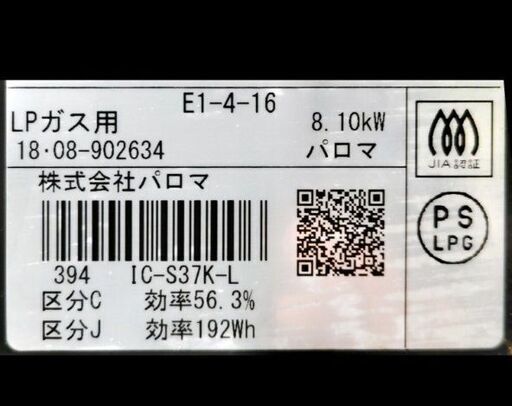 E1-4-16
LPガス用 8.10kW
18・08-902634 パロマ
JIA認証
株式会社パロマ
PS
LPG
394 IC-S37K-L
区分C 効率56.3%
区分J 効率192Wh